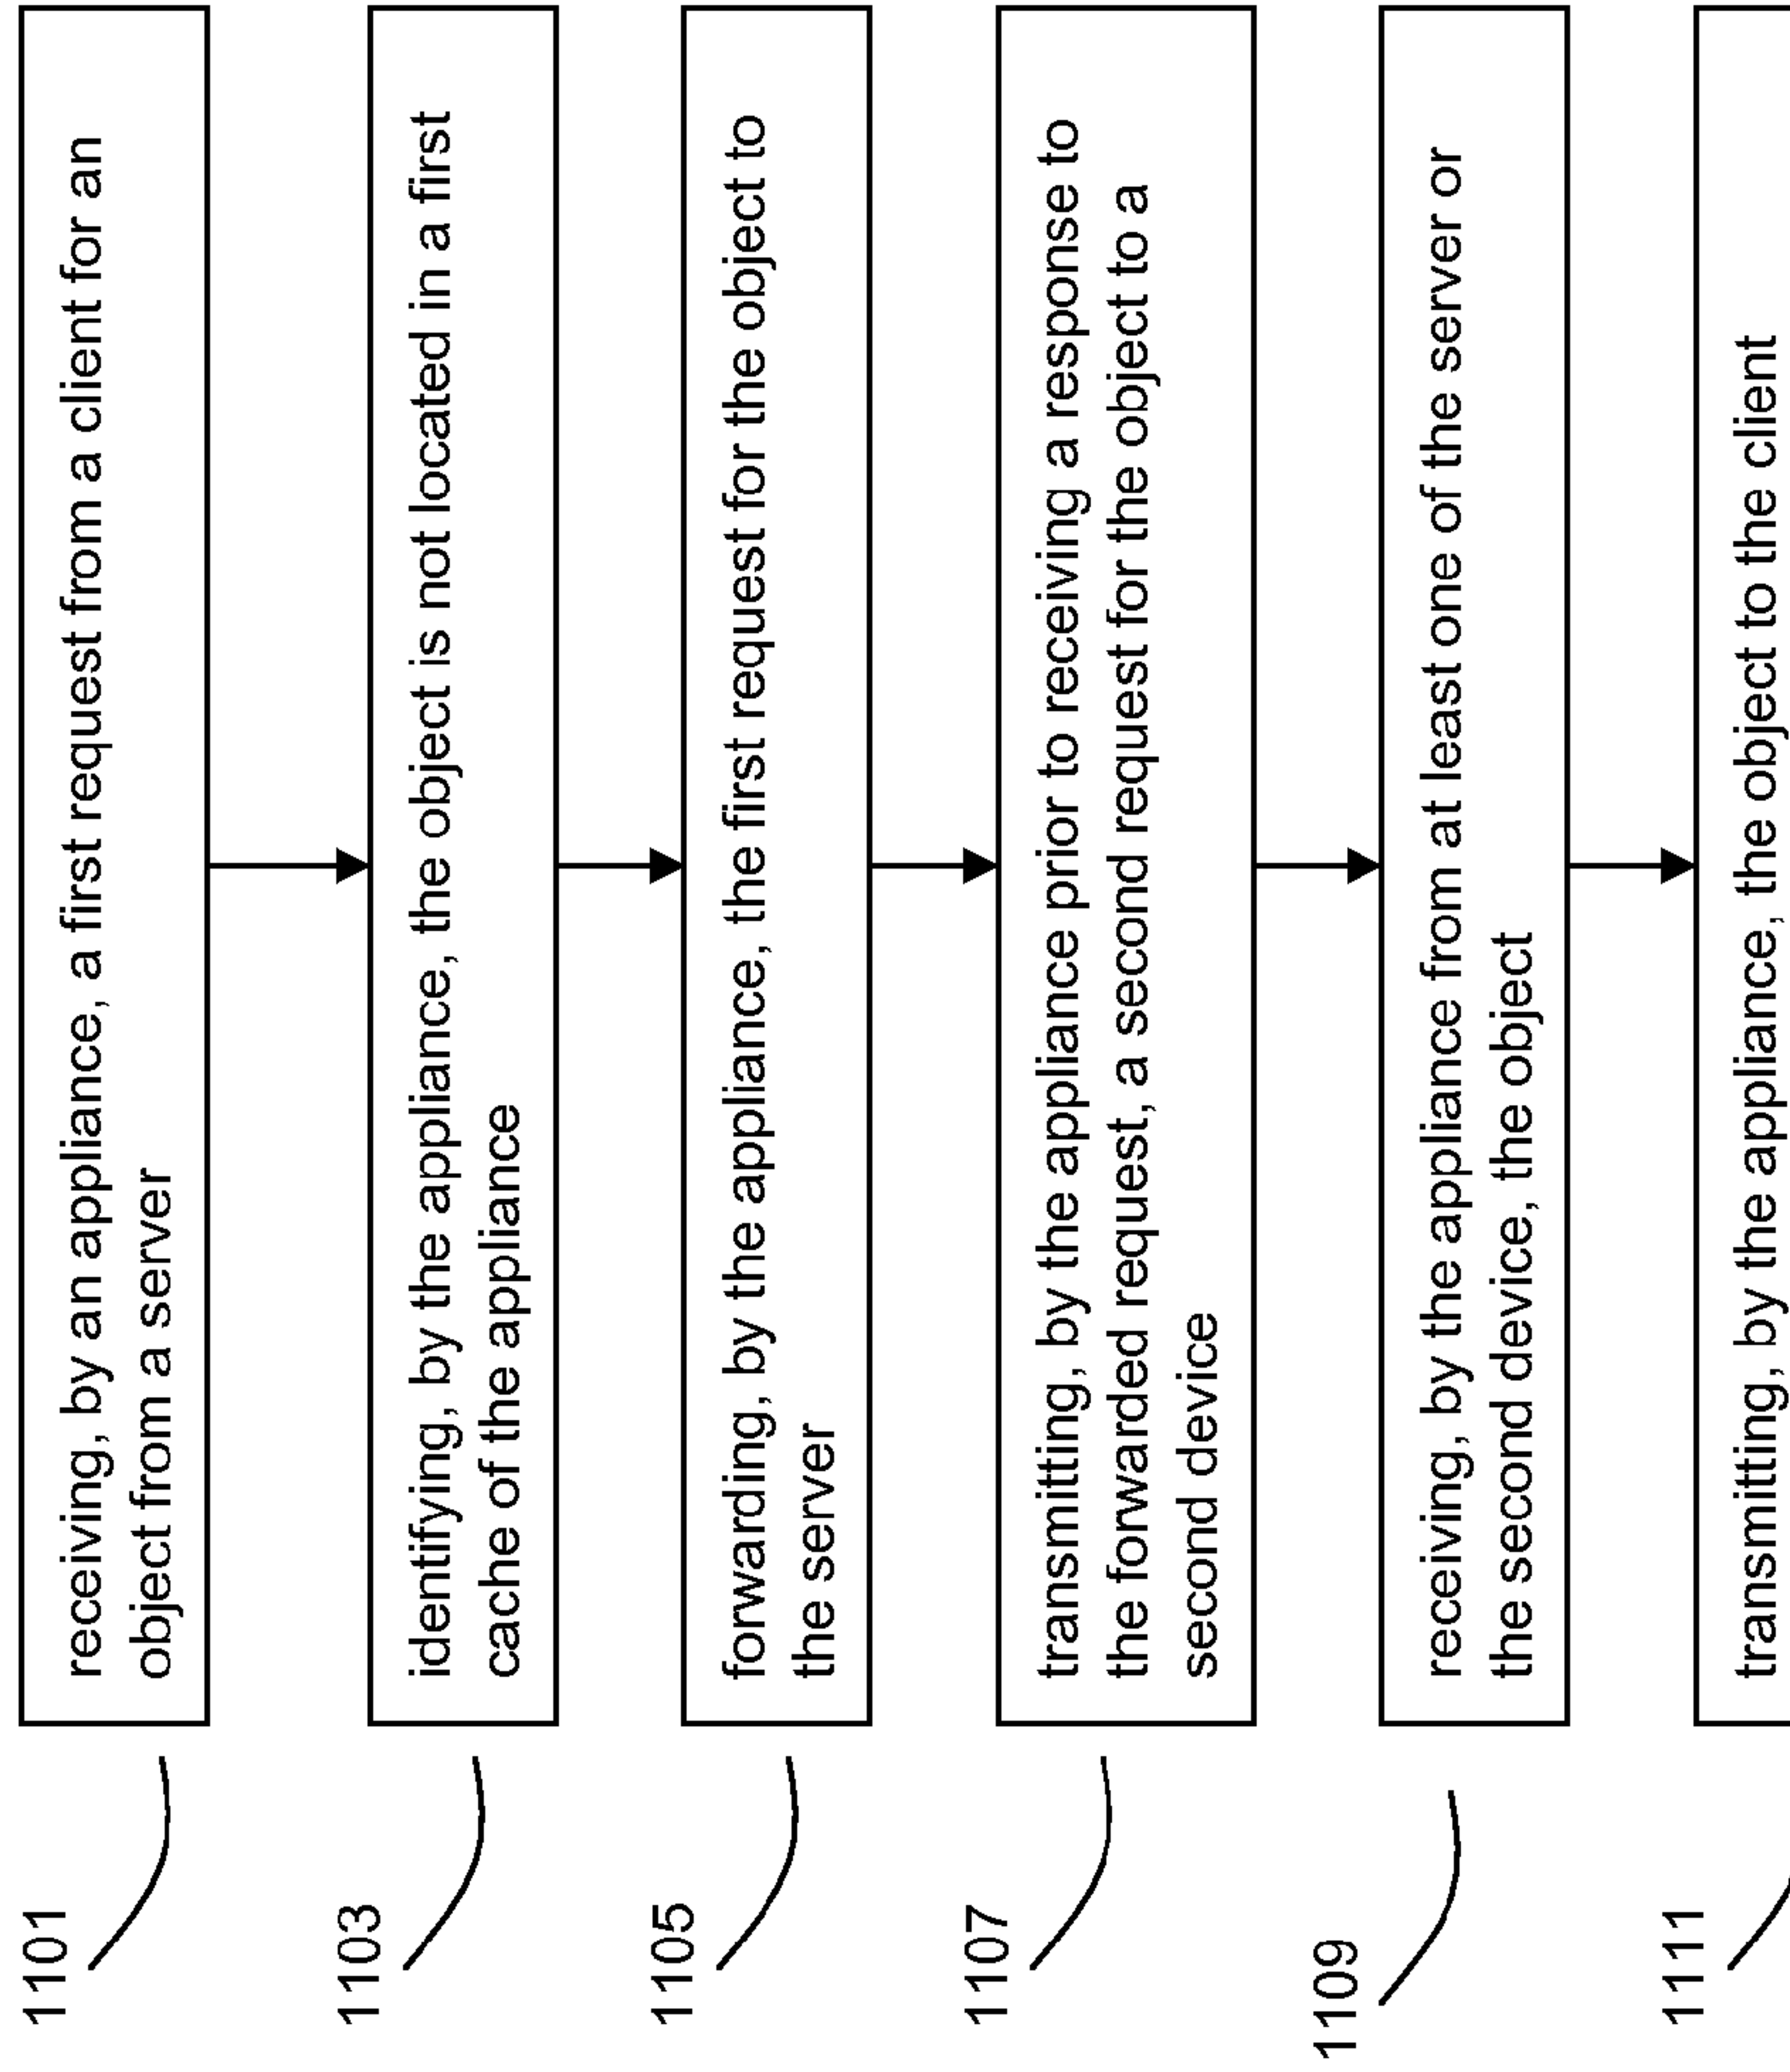 1101
receiving, by an appliance, a first request from a client for an
object from a server
1103
identifying, by the appliance, the object is not located in a first
cache of the appliance
1105
forwarding, by the appliance, the first request for the object to
the server
1107
transmitting, by the appliance prior to receiving a response to
the forwarded request, a second request for the object to a
second device
1109
receiving, by the appliance from at least one of the server or
the second device, the object
1111
transmitting, by the appliance, the object to the client